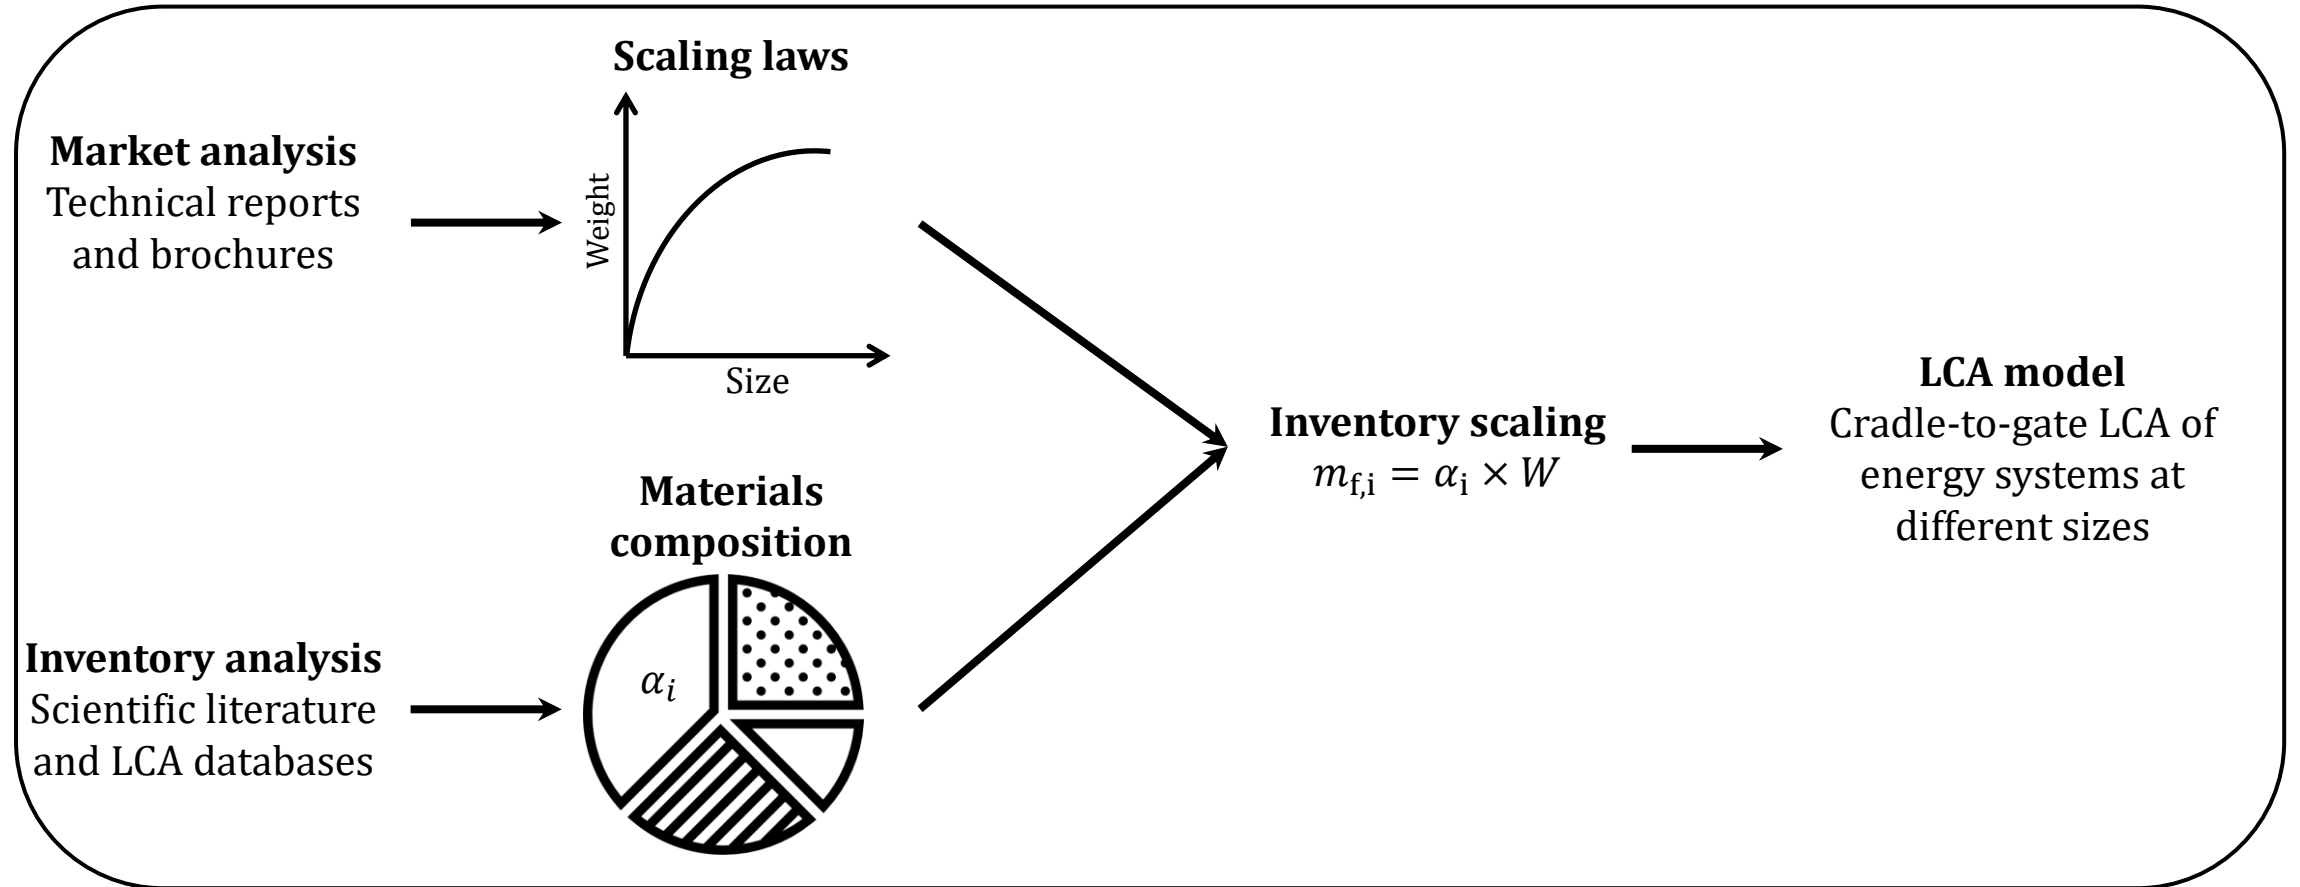 Market analysis
Technical reports
and brochures
Scaling laws
Weight
Size
Inventory analysis
Scientific literature
and LCA databases
Materials
composition
αᵢ
Inventory scaling
m_f,i = α_i × W
LCA model
Cradle-to-gate LCA of
energy systems at
different sizes